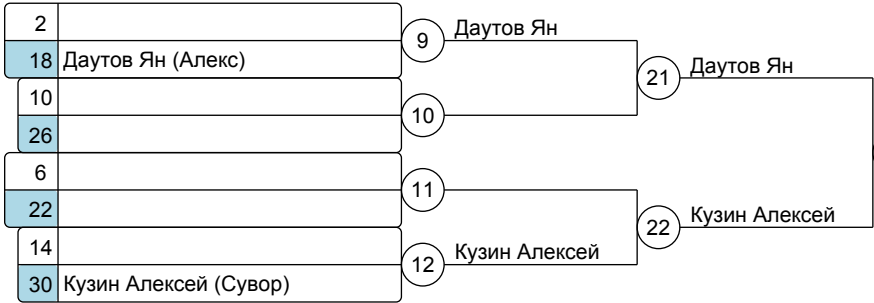 2
18 Даутов Ян (Алекс)
9 Даутов Ян
10
26
10
21 Даутов Ян
6
22
11
14
30 Кузин Алексей (Сувор)
12 Кузин Алексей
22 Кузин Алексей